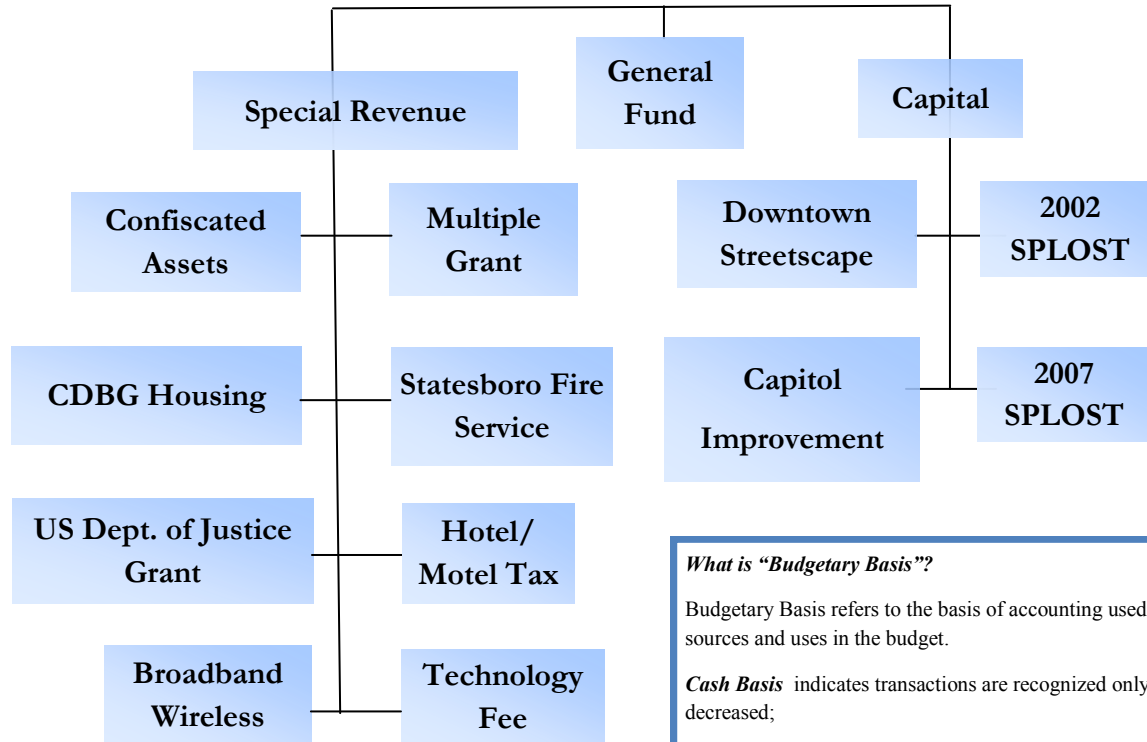 General
Fund
Special Revenue
Capital
Confiscated
Assets
Multiple
Grant
Downtown
Streetscape
2002
SPLOST
CDBG Housing
Statesboro Fire
Service
Capitol
Improvement
2007
SPLOST
US Dept. of Justice
Grant
Hotel/
Motel Tax
Broadband
Wireless
Technology
Fee
What is “Budgetary Basis”?
Budgetary Basis refers to the basis of accounting used
sources and uses in the budget.
Cash Basis indicates transactions are recognized only
decreased;